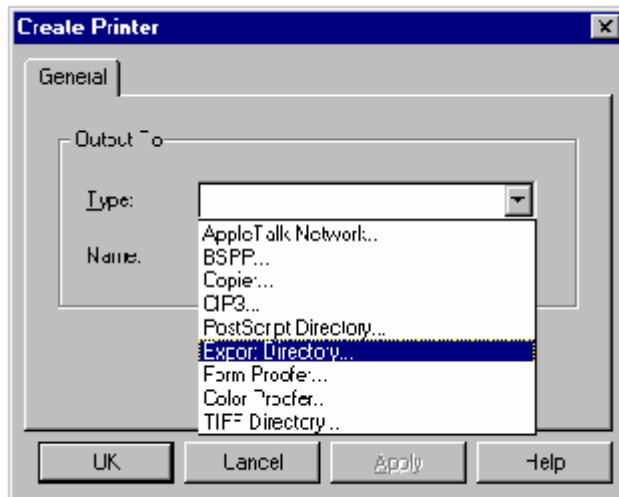 Create Printer
General
Output To
Type:
Name:
AppleTalk Network...
BSPP...
Copier...
CIP3...
PostScript Directory...
Export Directory...
Form Proofer...
Color Proofer...
TIFF Directory...
OK Cancel Apply Help